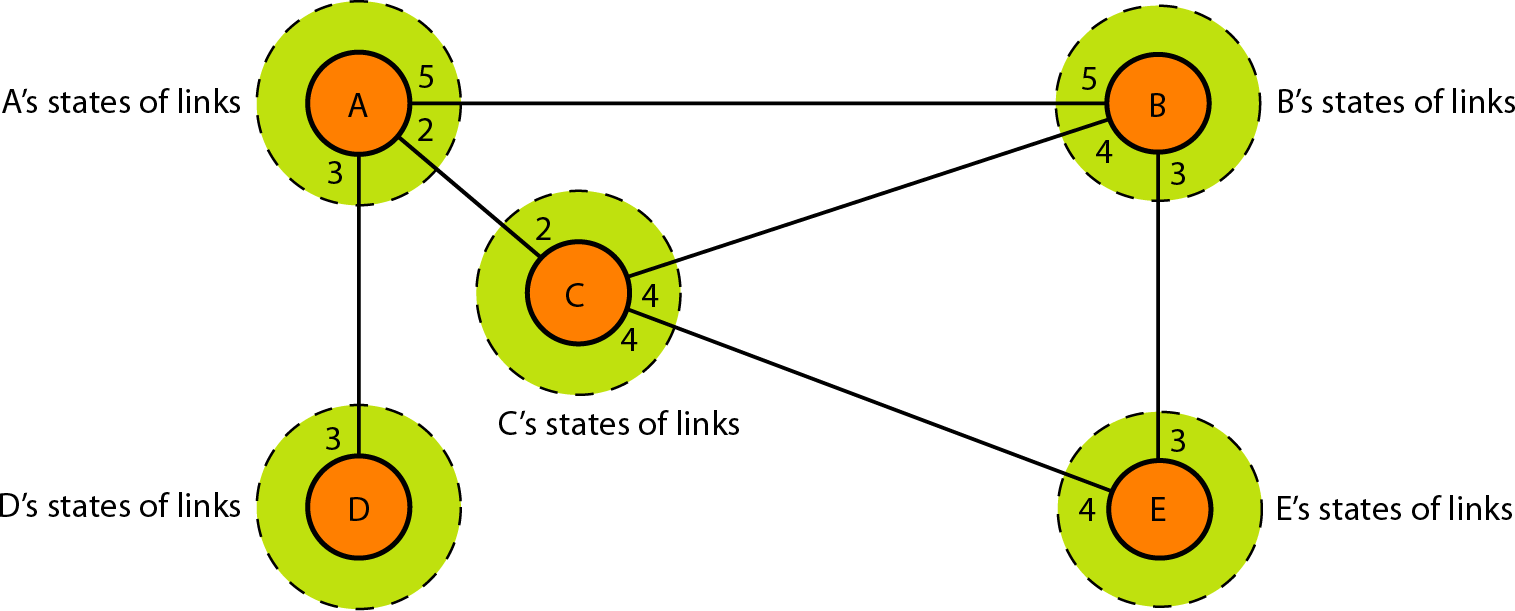 A’s states of links
A
5
2
3
5
4
3
B
B’s states of links
2
C
4
4
C’s states of links
D’s states of links
3
D
3
4
E
E’s states of links